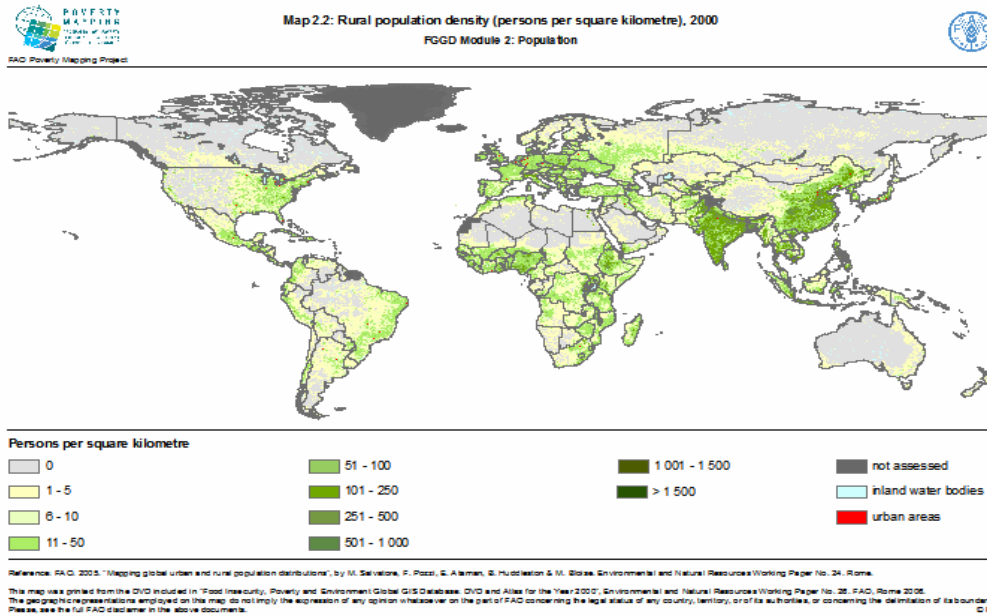 POVERTY
MAPPING
FAO Poverty Mapping Project
Map 2.2: Rural population density (persons per square kilometre), 2000
FGGD Module 2: Population
Persons per square kilometre
0
1 - 5
6 - 10
11 - 50
51 - 100
101 - 250
251 - 500
501 - 1 000
1 001 - 1 500
> 1 500
not assessed
inland water bodies
urban areas
Reference: FAO. 2005. "Mapping global urban and rural population distributions", by M. Salvatore, F. Pozzi, E. Ataman, B. Huddleston & M. Bloise. Environmental and Natural Resources Working Paper No. 24. Rome.
This map was printed from the DVD included in "Food Insecurity, Poverty and Environment Global GIS Database. DVD and Atlas for the Year 2000", Environmental and Natural Resources Working Paper No. 26. FAO, Rome 2006.
The geographic representations employed on this map do not imply the expression of any opinion whatsoever on the part of FAO concerning the legal status of any country, territory, or of its authorities, or concerning the delimitation of its boundar
Please, see the full FAO disclaimer in the above documents.